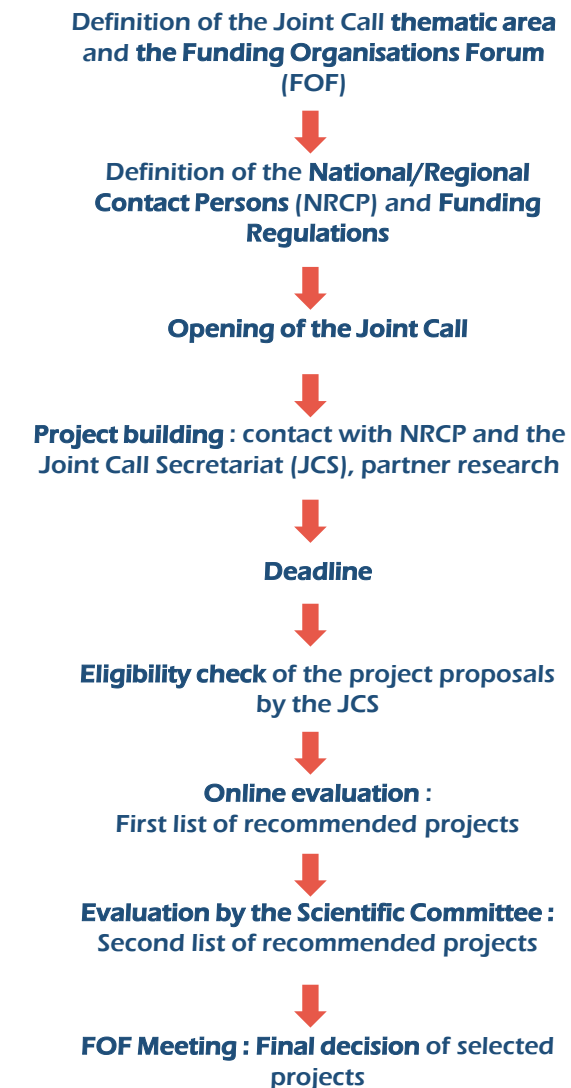 Definition of the Joint Call thematic area
and the Funding Organisations Forum
(FOF)
Definition of the National/Regional
Contact Persons (NRCP) and Funding
Regulations
Opening of the Joint Call
Project building : contact with NRCP and the
Joint Call Secretariat (JCS), partner research
Deadline
Eligibility check of the project proposals
by the JCS
Online evaluation :
First list of recommended projects
Evaluation by the Scientific Committee :
Second list of recommended projects
FOF Meeting : Final decision of selected
projects